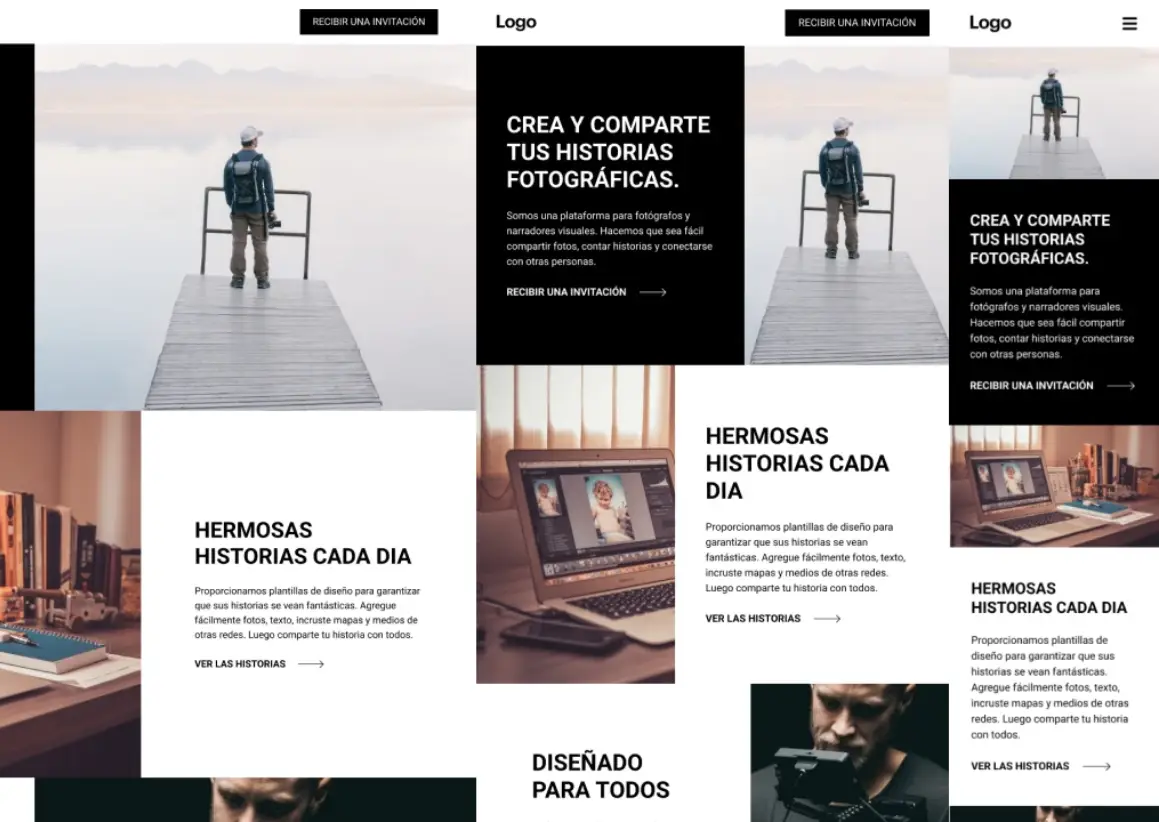 RECIBIR UNA INVITACIÓN
HERMOSAS
HISTORIAS CADA DIA
Proporcionamos plantillas de diseño para garantizar
que sus historias se vean fantásticas. Agregue
fácilmente fotos, texto, incruste mapas y medios de
otras redes. Luego comparte tu historia con todos.
VER LAS HISTORIAS
Logo
RECIBIR UNA INVITACIÓN
CREA Y COMPARTE
TUS HISTORIAS
FOTOGRÁFICAS.
Somos una plataforma para fotógrafos y
narradores visuales. Hacemos que sea fácil
compartir fotos, contar historias y conectarse
con otras personas.
RECIBIR UNA INVITACIÓN
HERMOSAS
HISTORIAS CADA
DIA
Proporcionamos plantillas de diseño para
garantizar que sus historias se vean
fantásticas. Agregue fácilmente fotos, texto,
incruste mapas y medios de otras redes.
Luego comparte tu historia con todos.
VER LAS HISTORIAS
DISEÑADO
PARA TODOS
Logo
CREA Y COMPARTE
TUS HISTORIAS
FOTOGRÁFICAS.
Somos una plataforma para
fotógrafos y narradores visuales.
Hacemos que sea fácil compartir
fotos, contar historias y conectarse
con otras personas.
RECIBIR UNA INVITACIÓN
HERMOSAS
HISTORIAS CADA DIA
Proporcionamos plantillas de
diseño para garantizar que sus
historias se vean fantásticas.
Agregue fácilmente fotos, texto,
incruste mapas y medios de otras
redes. Luego comparte tu historia
con todos.
VER LAS HISTORIAS